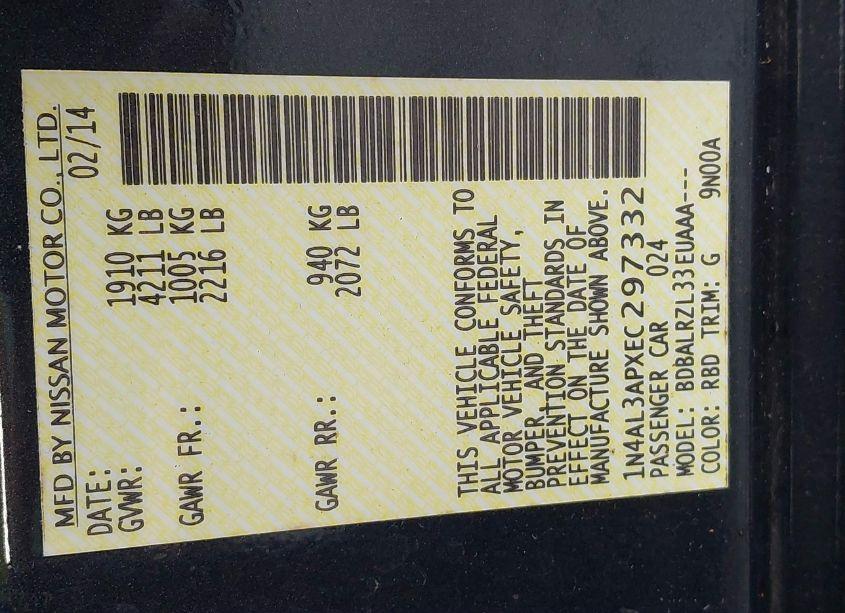 MFD BY NISSAN MOTOR CO., LTD.
DATE: 02/14
GVWR: 1910 KG
4211 LB
GAWR FR.: 1005 KG
2216 LB
GAWR RR.: 940 KG
2072 LB
THIS VEHICLE CONFORMS TO
ALL APPLICABLE FEDERAL
MOTOR VEHICLE SAFETY,
BUMPER, AND THEFT
PREVENTION STANDARDS IN
EFFECT ON THE DATE OF
MANUFACTURE SHOWN ABOVE.
1N4AL3APXEC297332
PASSENGER CAR 024
MODEL: BDBALRZL33EUAAA---
COLOR: RBD TRIM: G 9N00A